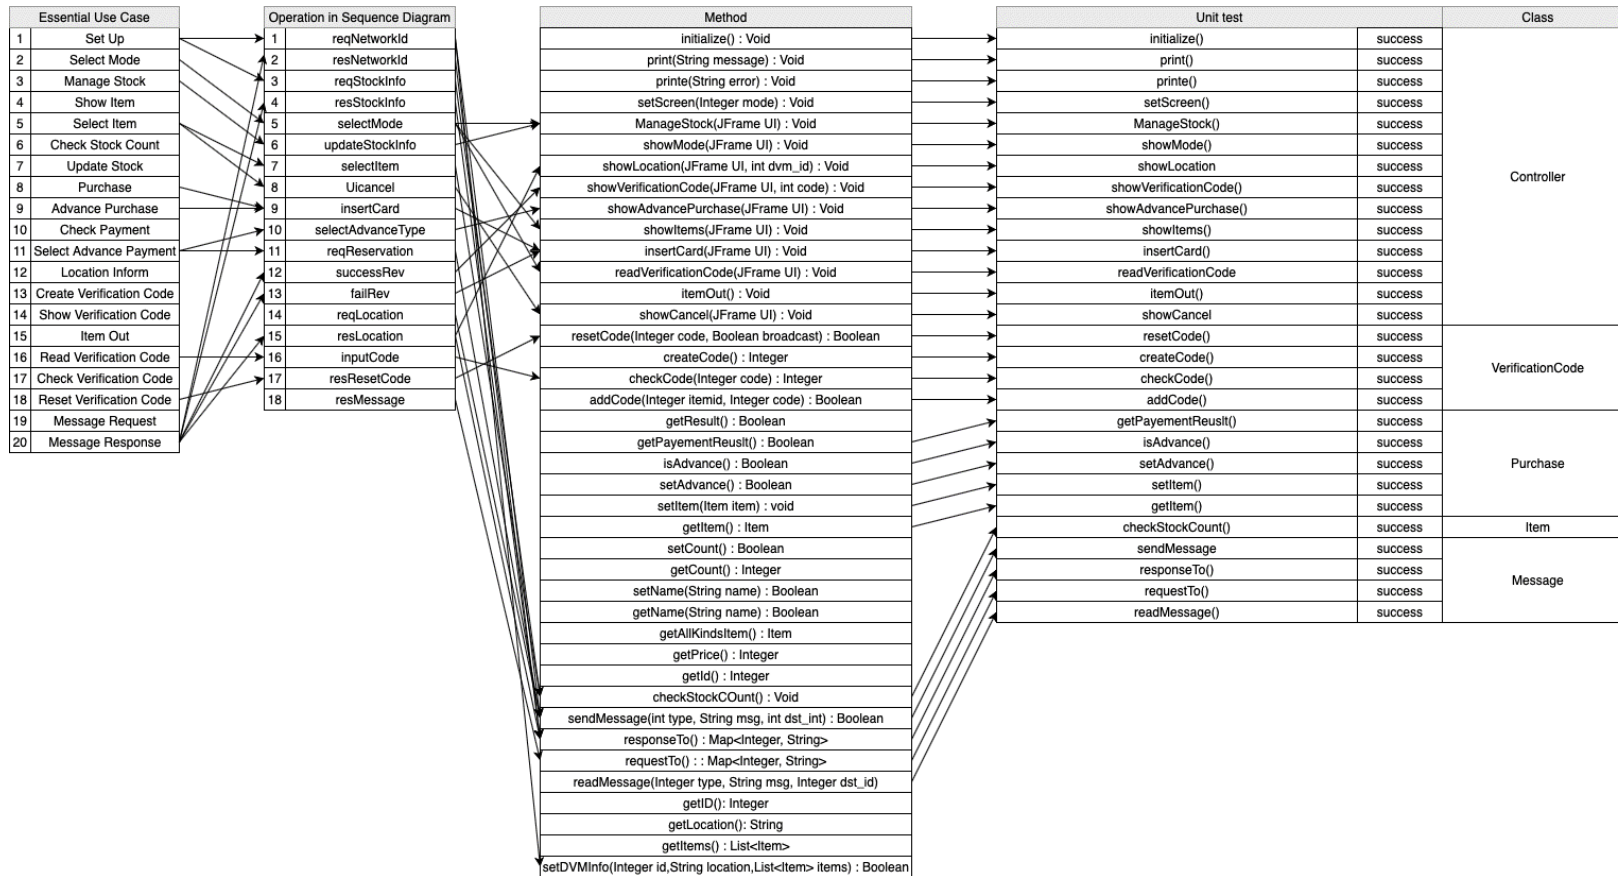 Essential Use Case
1 Set Up
2 Select Mode
3 Manage Stock
4 Show Item
5 Select Item
6 Check Stock Count
7 Update Stock
8 Purchase
9 Advance Purchase
10 Check Payment
11 Select Advance Payment
12 Location Inform
13 Create Verification Code
14 Show Verification Code
15 Item Out
16 Read Verification Code
17 Check Verification Code
18 Reset Verification Code
19 Message Request
20 Message Response
Operation in Sequence Diagram
1 reqNetworkId
2 resNetworkId
3 reqStockInfo
4 resStockInfo
5 selectMode
6 updateStockInfo
7 selectItem
8 Uicancel
9 insertCard
10 selectAdvanceType
11 reqReservation
12 successRev
13 failRev
14 reqLocation
15 resLocation
16 inputCode
17 resResetCode
18 resMessage
Method
initialize() : Void
print(String message) : Void
printe(String error) : Void
setScreen(Integer mode) : Void
ManageStock(JFrame UI) : Void
showMode(JFrame UI) : Void
showLocation(JFrame UI, int dvm_id) : Void
showVerificationCode(JFrame UI, int code) : Void
showAdvancePurchase(JFrame UI) : Void
showItems(JFrame UI) : Void
insertCard(JFrame UI) : Void
readVerificationCode(JFrame UI) : Void
itemOut() : Void
showCancel(JFrame UI) : Void
resetCode(Integer code, Boolean broadcast) : Boolean
createCode() : Integer
checkCode(Integer code) : Integer
addCode(Integer itemid, Integer code) : Boolean
getResult() : Boolean
getPayementReuslt() : Boolean
isAdvance() : Boolean
setAdvance() : Boolean
setItem(Item item) : void
getItem() : Item
setCount() : Boolean
getCount() : Integer
setName(String name) : Boolean
getName(String name) : Boolean
getAllKindsItem() : Item
getPrice() : Integer
getId() : Integer
checkStockCOunt() : Void
sendMessage(int type, String msg, int dst_int) : Boolean
responseTo() : Map<Integer, String>
requestTo() : : Map<Integer, String>
readMessage(Integer type, String msg, Integer dst_id)
getID(): Integer
getLocation(): String
getItems() : List<Item>
setDVMInfo(Integer id,String location,List<Item> items) : Boolean
Unit test
initialize() success
print() success
printe() success
setScreen() success
ManageStock() success
showMode() success
showLocation success
showVerificationCode() success
showAdvancePurchase() success
showItems() success
insertCard() success
readVerificationCode success
itemOut() success
showCancel success
resetCode() success
createCode() success
checkCode() success
addCode() success
getPayementReuslt() success
isAdvance() success
setAdvance() success
setItem() success
getItem() success
checkStockCount() success
sendMessage success
responseTo() success
requestTo() success
readMessage() success
Class
Controller
VerificationCode
Purchase
Item
Message